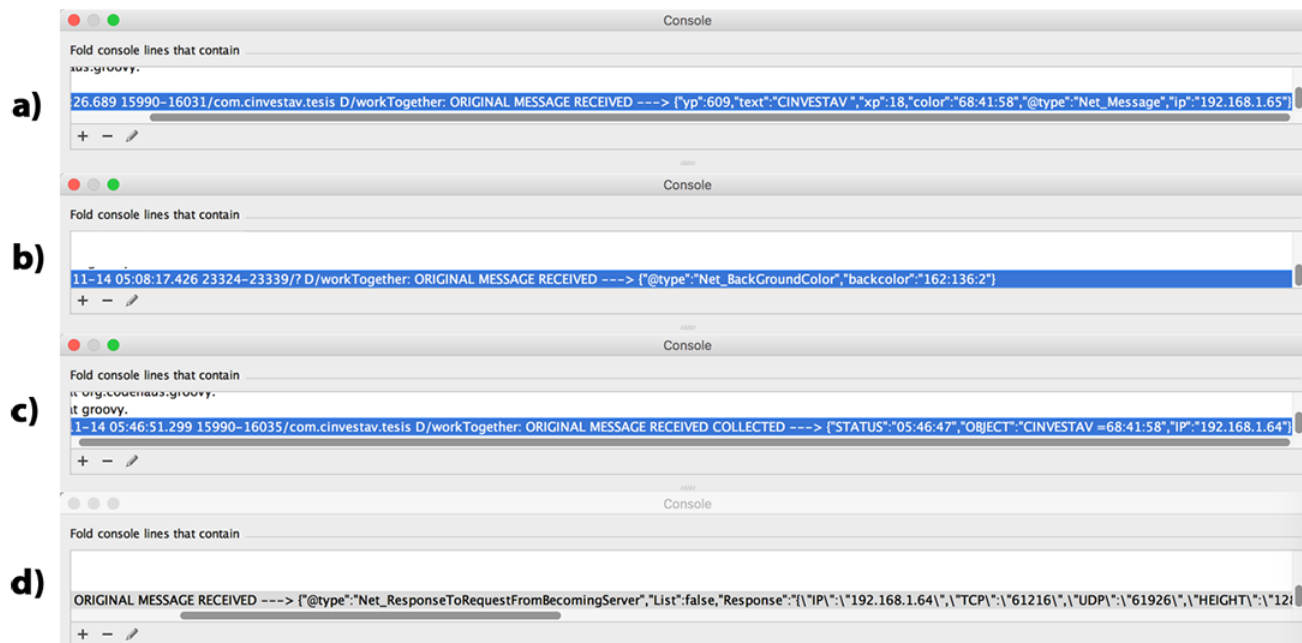 Console
Fold console lines that contain
aus.groovy.
a)
:26.689 15990-16031/com.cinvestav.tesis D/workTogether: ORIGINAL MESSAGE RECEIVED ---> {"yp":609,"text":"CINVESTAV ","xp":18,"color":"68:41:58","@type":"Net_Message","ip":"192.168.1.65"}
+ −
Console
Fold console lines that contain
b)
11-14 05:08:17.426 23324-23339/? D/workTogether: ORIGINAL MESSAGE RECEIVED ---> {"@type":"Net_BackGroundColor","backcolor":"162:136:2"}
+ −
Console
Fold console lines that contain
at org.codehaus.groovy.
c)
at groovy.
11-14 05:46:51.299 15990-16035/com.cinvestav.tesis D/workTogether: ORIGINAL MESSAGE RECEIVED COLLECTED ---> {"STATUS":"05:46:47","OBJECT":"CINVESTAV =68:41:58","IP":"192.168.1.64"}
+ −
Console
Fold console lines that contain
d)
ORIGINAL MESSAGE RECEIVED ---> {"@type":"Net_ResponseToRequestFromBecomingServer","List":false,"Response":"{\"IP\":\"192.168.1.64\",\"TCP\":\"61216\",\"UDP\":\"61926\",\"HEIGHT\":\"128
+ −